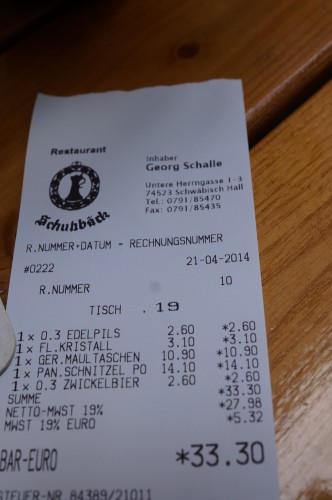 Restaurant
Schuhbäck
Inhaber
Georg Schalle
Untere Herrngasse 1-3
74523 Schwäbisch Hall
Tel.: 0791/85470
Fax: 0791/85435
R.NUMMER•DATUM - RECHNUNGSNUMMER
#0222 21-04-2014
R.NUMMER 10
TISCH .19
1x 0.3 EDELPILS 2.60 *2.60
1x FL.KRISTALL 3.10 *3.10
1x GER.MAULTASCHEN 10.90 *10.90
1x PAN.SCHNITZEL PO 14.10 *14.10
1x 0.3 ZWICKELBIER 2.60 *2.60
SUMME *33.30
NETTO-MWST 19% *27.98
MWST 19% EURO *5.32
BAR-EURO *33.30
STEUER-NR.84389/21011